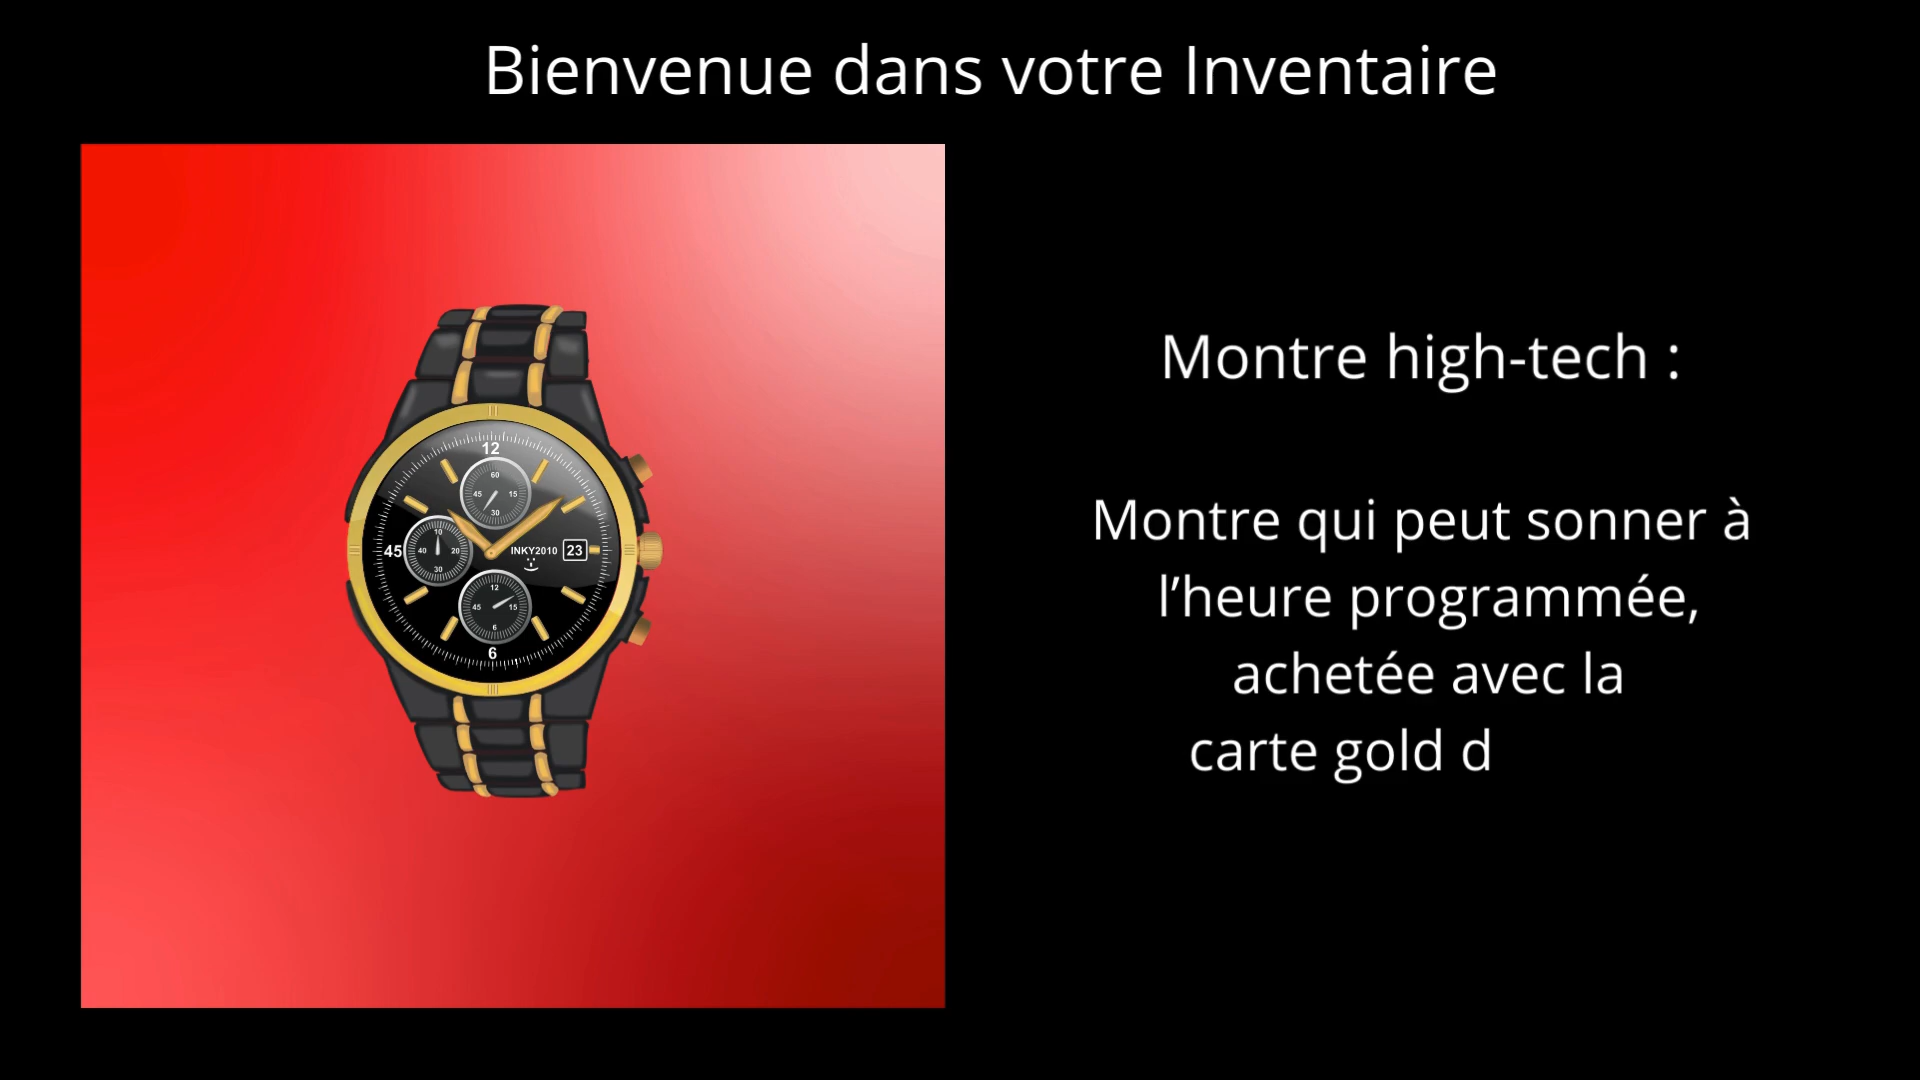 Bienvenue dans votre Inventaire
Montre high-tech :
Montre qui peut sonner à
l’heure programmée,
achetée avec la
carte gold d
12
60
45 15
30
10
45 40 20
30
INKY2010 23
12
45 15
6
6